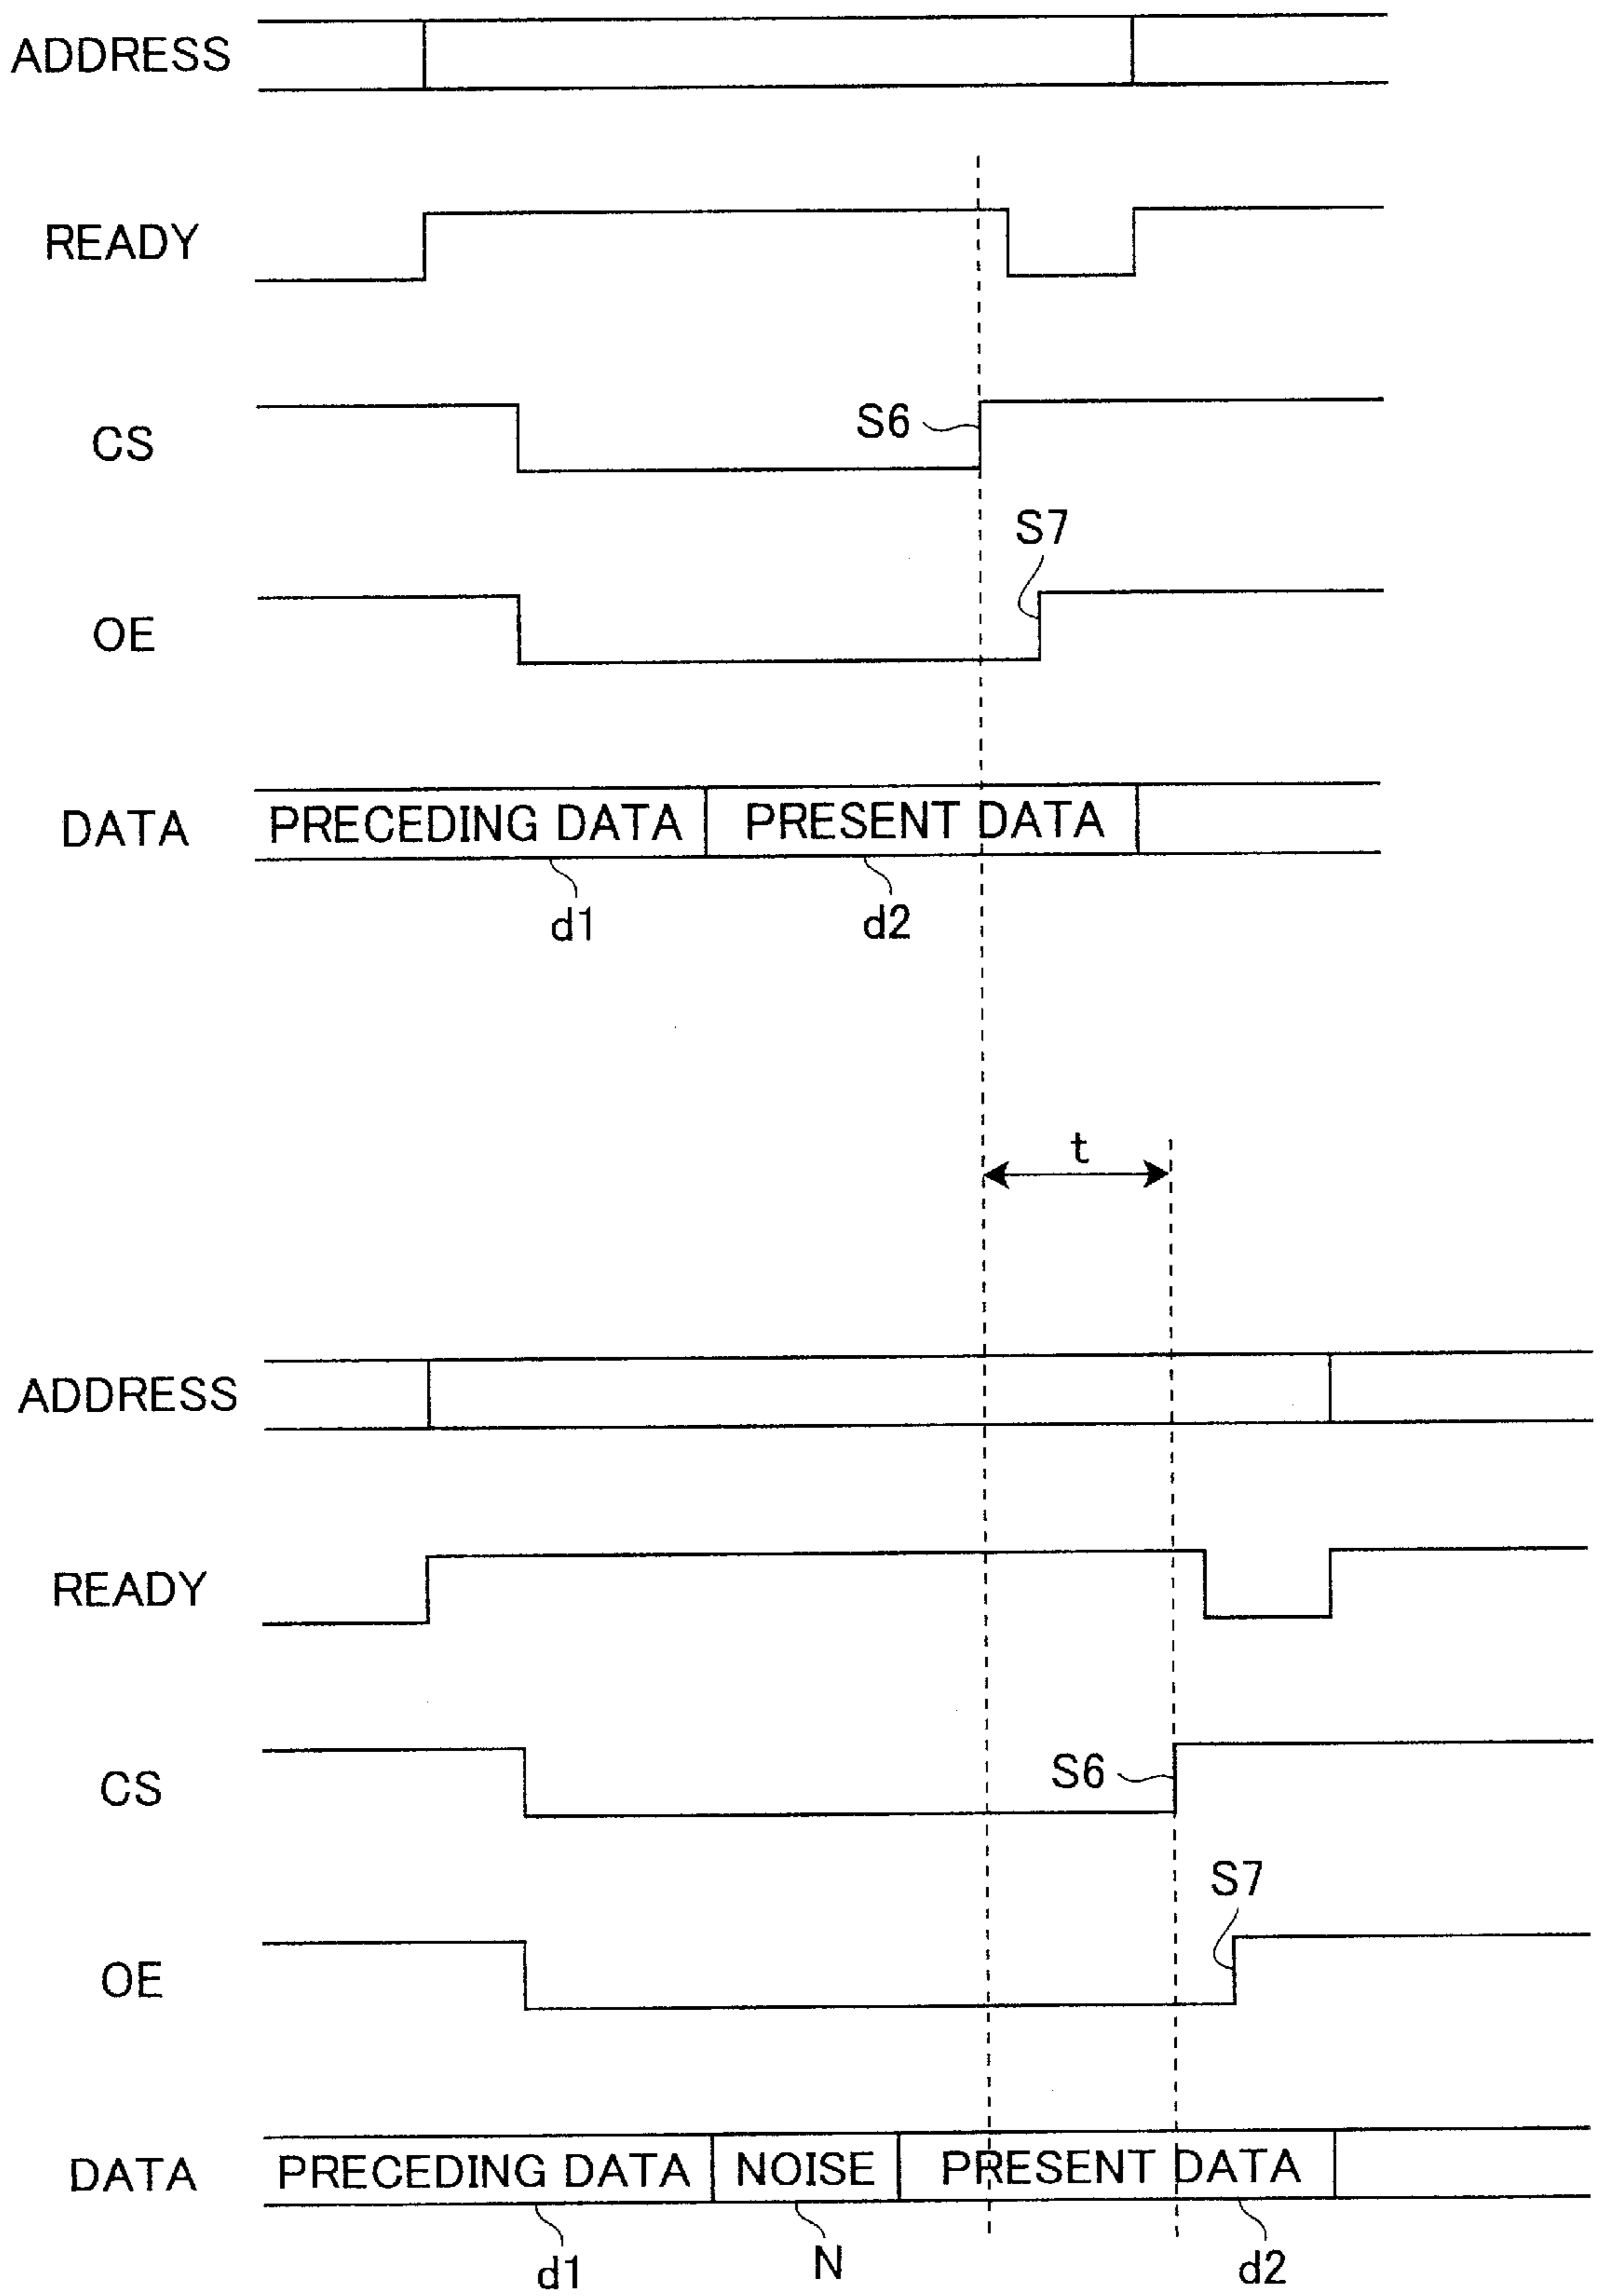 ADDRESS
READY
CS
S6
S7
OE
DATA
PRECEDING DATA
PRESENT DATA
d1
d2
t
ADDRESS
READY
CS
S6
S7
OE
DATA
PRECEDING DATA
NOISE
PRESENT DATA
d1
N
d2